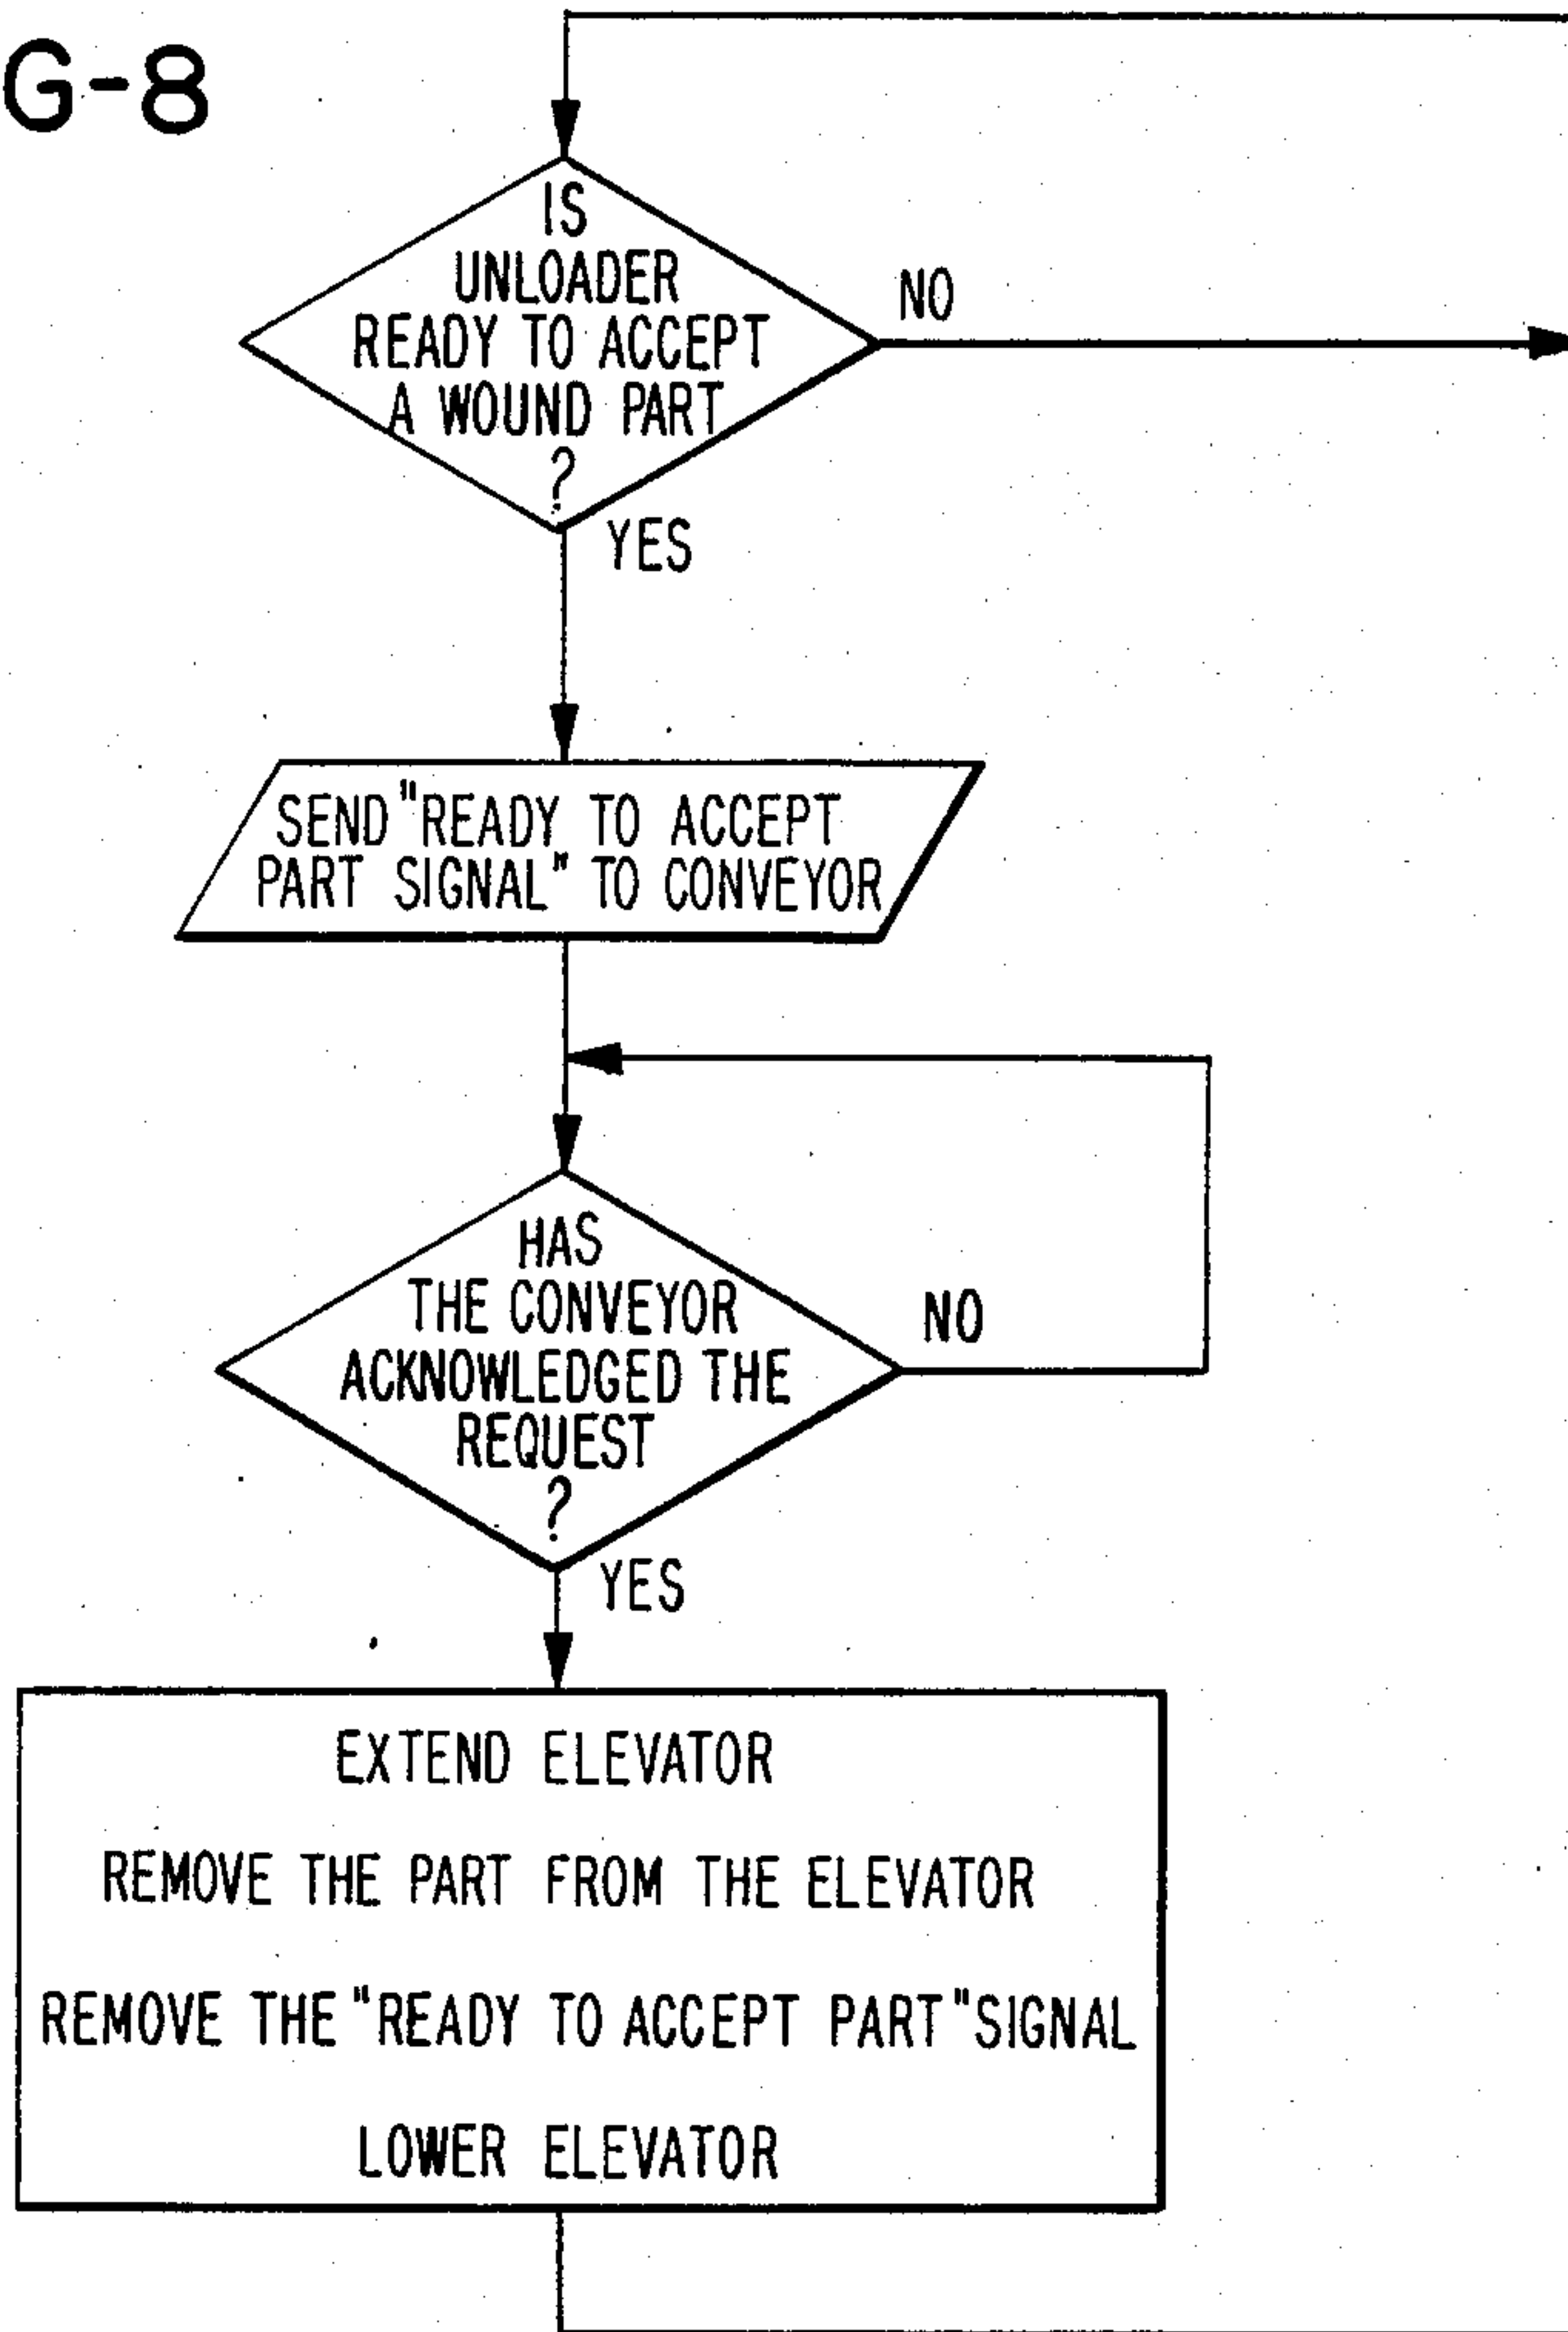 G-8
IS
UNLOADER
READY TO ACCEPT
A WOUND PART
?
NO
YES
SEND "READY TO ACCEPT
PART SIGNAL" TO CONVEYOR
HAS
THE CONVEYOR
ACKNOWLEDGED THE
REQUEST
?
NO
YES
EXTEND ELEVATOR
REMOVE THE PART FROM THE ELEVATOR
REMOVE THE "READY TO ACCEPT PART" SIGNAL
LOWER ELEVATOR